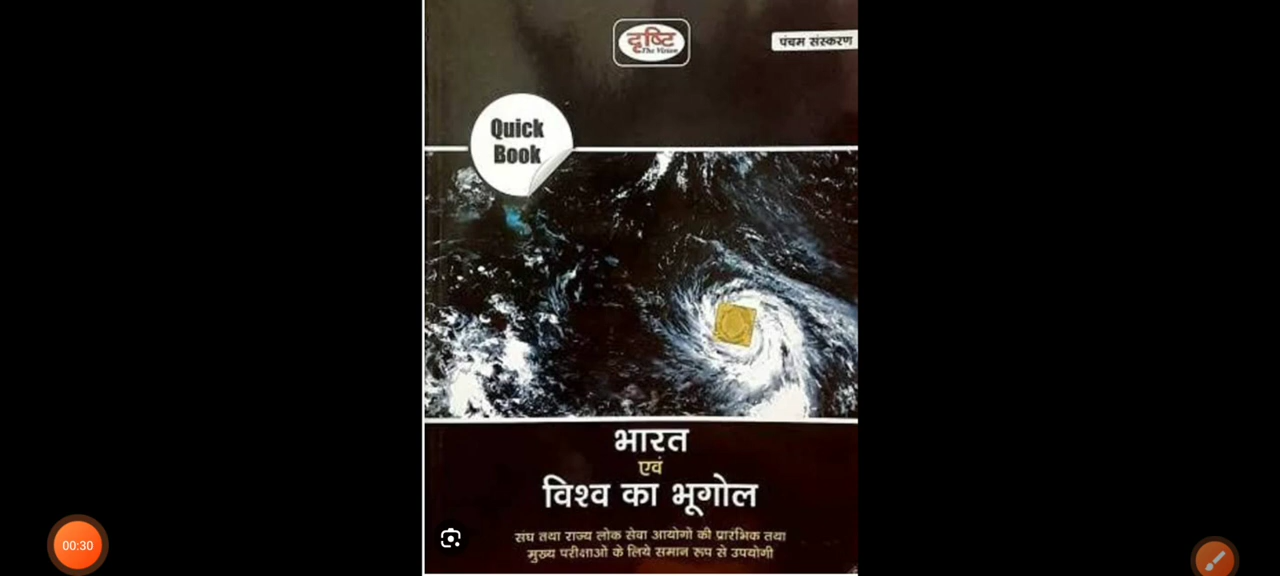 दृष्टि
The Vision
पंचम संस्करण
Quick
Book
भारत
एवं
विश्व का भूगोल
संघ तथा राज्य लोक सेवा आयोगों की प्रारंभिक तथा
मुख्य परीक्षाओं के लिये समान रूप से उपयोगी
00:30